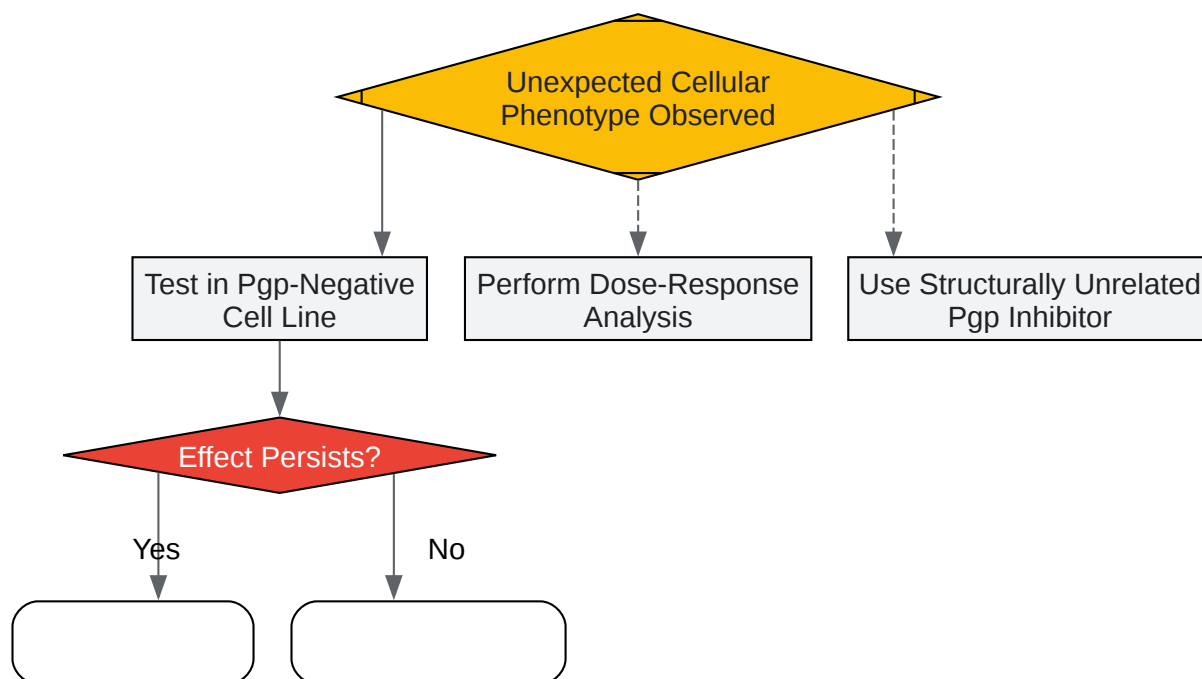 Unexpected Cellular
Phenotype Observed
Test in Pgp-Negative
Cell Line
Perform Dose-Response
Analysis
Use Structurally Unrelated
Pgp Inhibitor
Effect Persists?
Yes
No